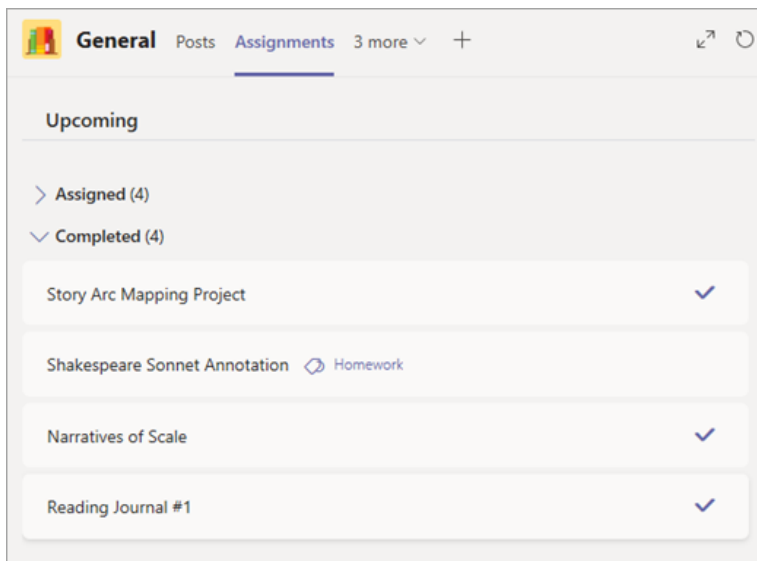 General Posts Assignments 3 more
Upcoming
Assigned (4)
Completed (4)
Story Arc Mapping Project
Shakespeare Sonnet Annotation Homework
Narratives of Scale
Reading Journal #1